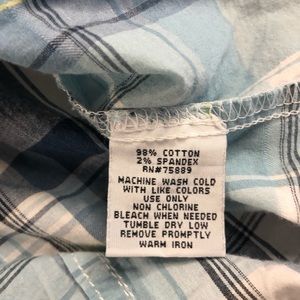 98% COTTON
2% SPANDEX
RN#75889
MACHINE WASH COLD
WITH LIKE COLORS
USE ONLY
NON CHLORINE
BLEACH WHEN NEEDED
TUMBLE DRY LOW
REMOVE PROMPTLY
WARM IRON